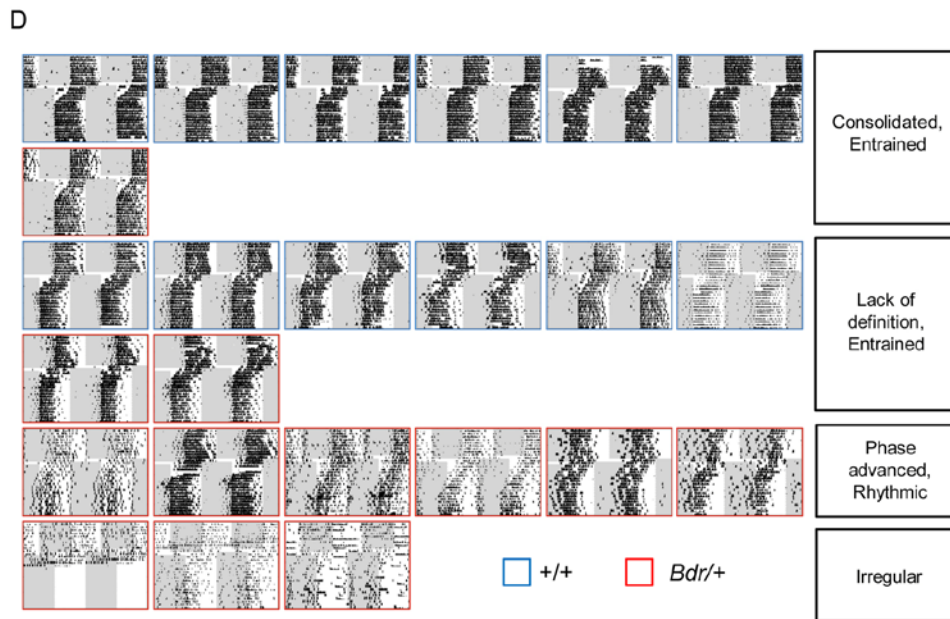 D
Consolidated,
Entrained
Lack of
definition,
Entrained
Phase
advanced,
Rhythmic
+/+
Bdr/+
Irregular